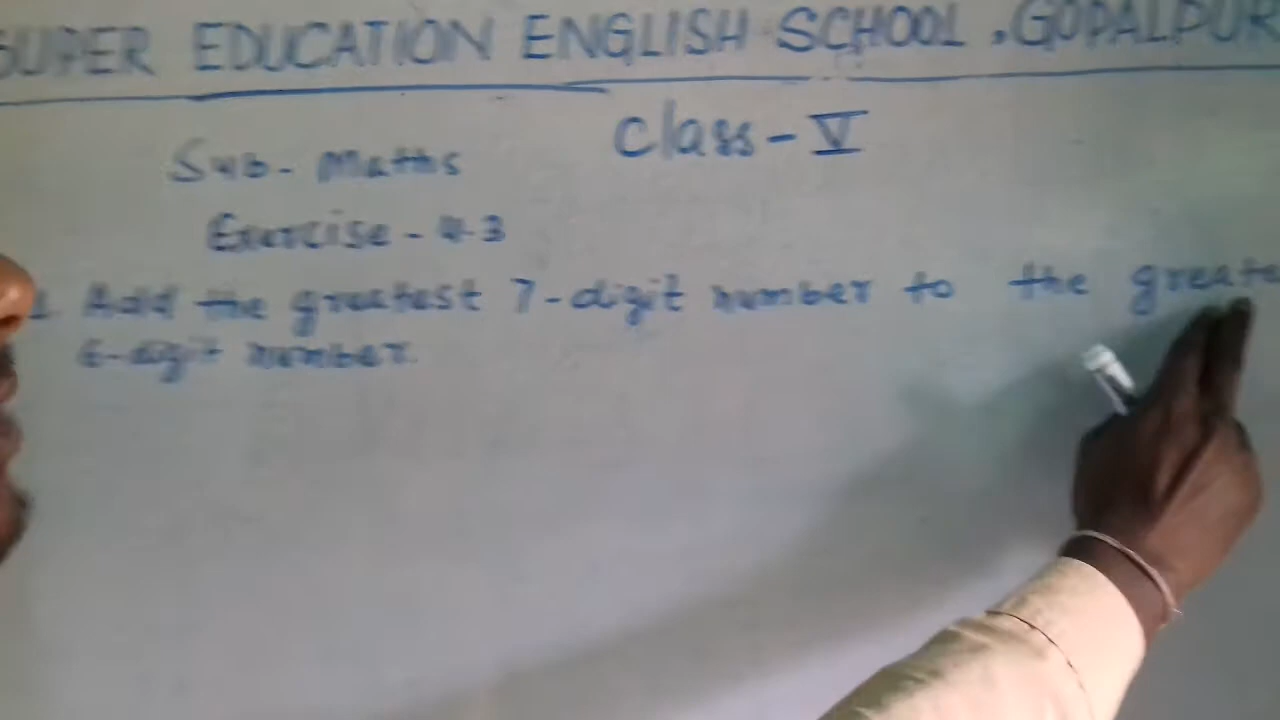 SUPER EDUCATION ENGLISH SCHOOL, GOPALPUR
Class - V
Sub - Maths
Exercise - 4.3
1. Add the greatest 7-digit number to the greate
6-digit number.